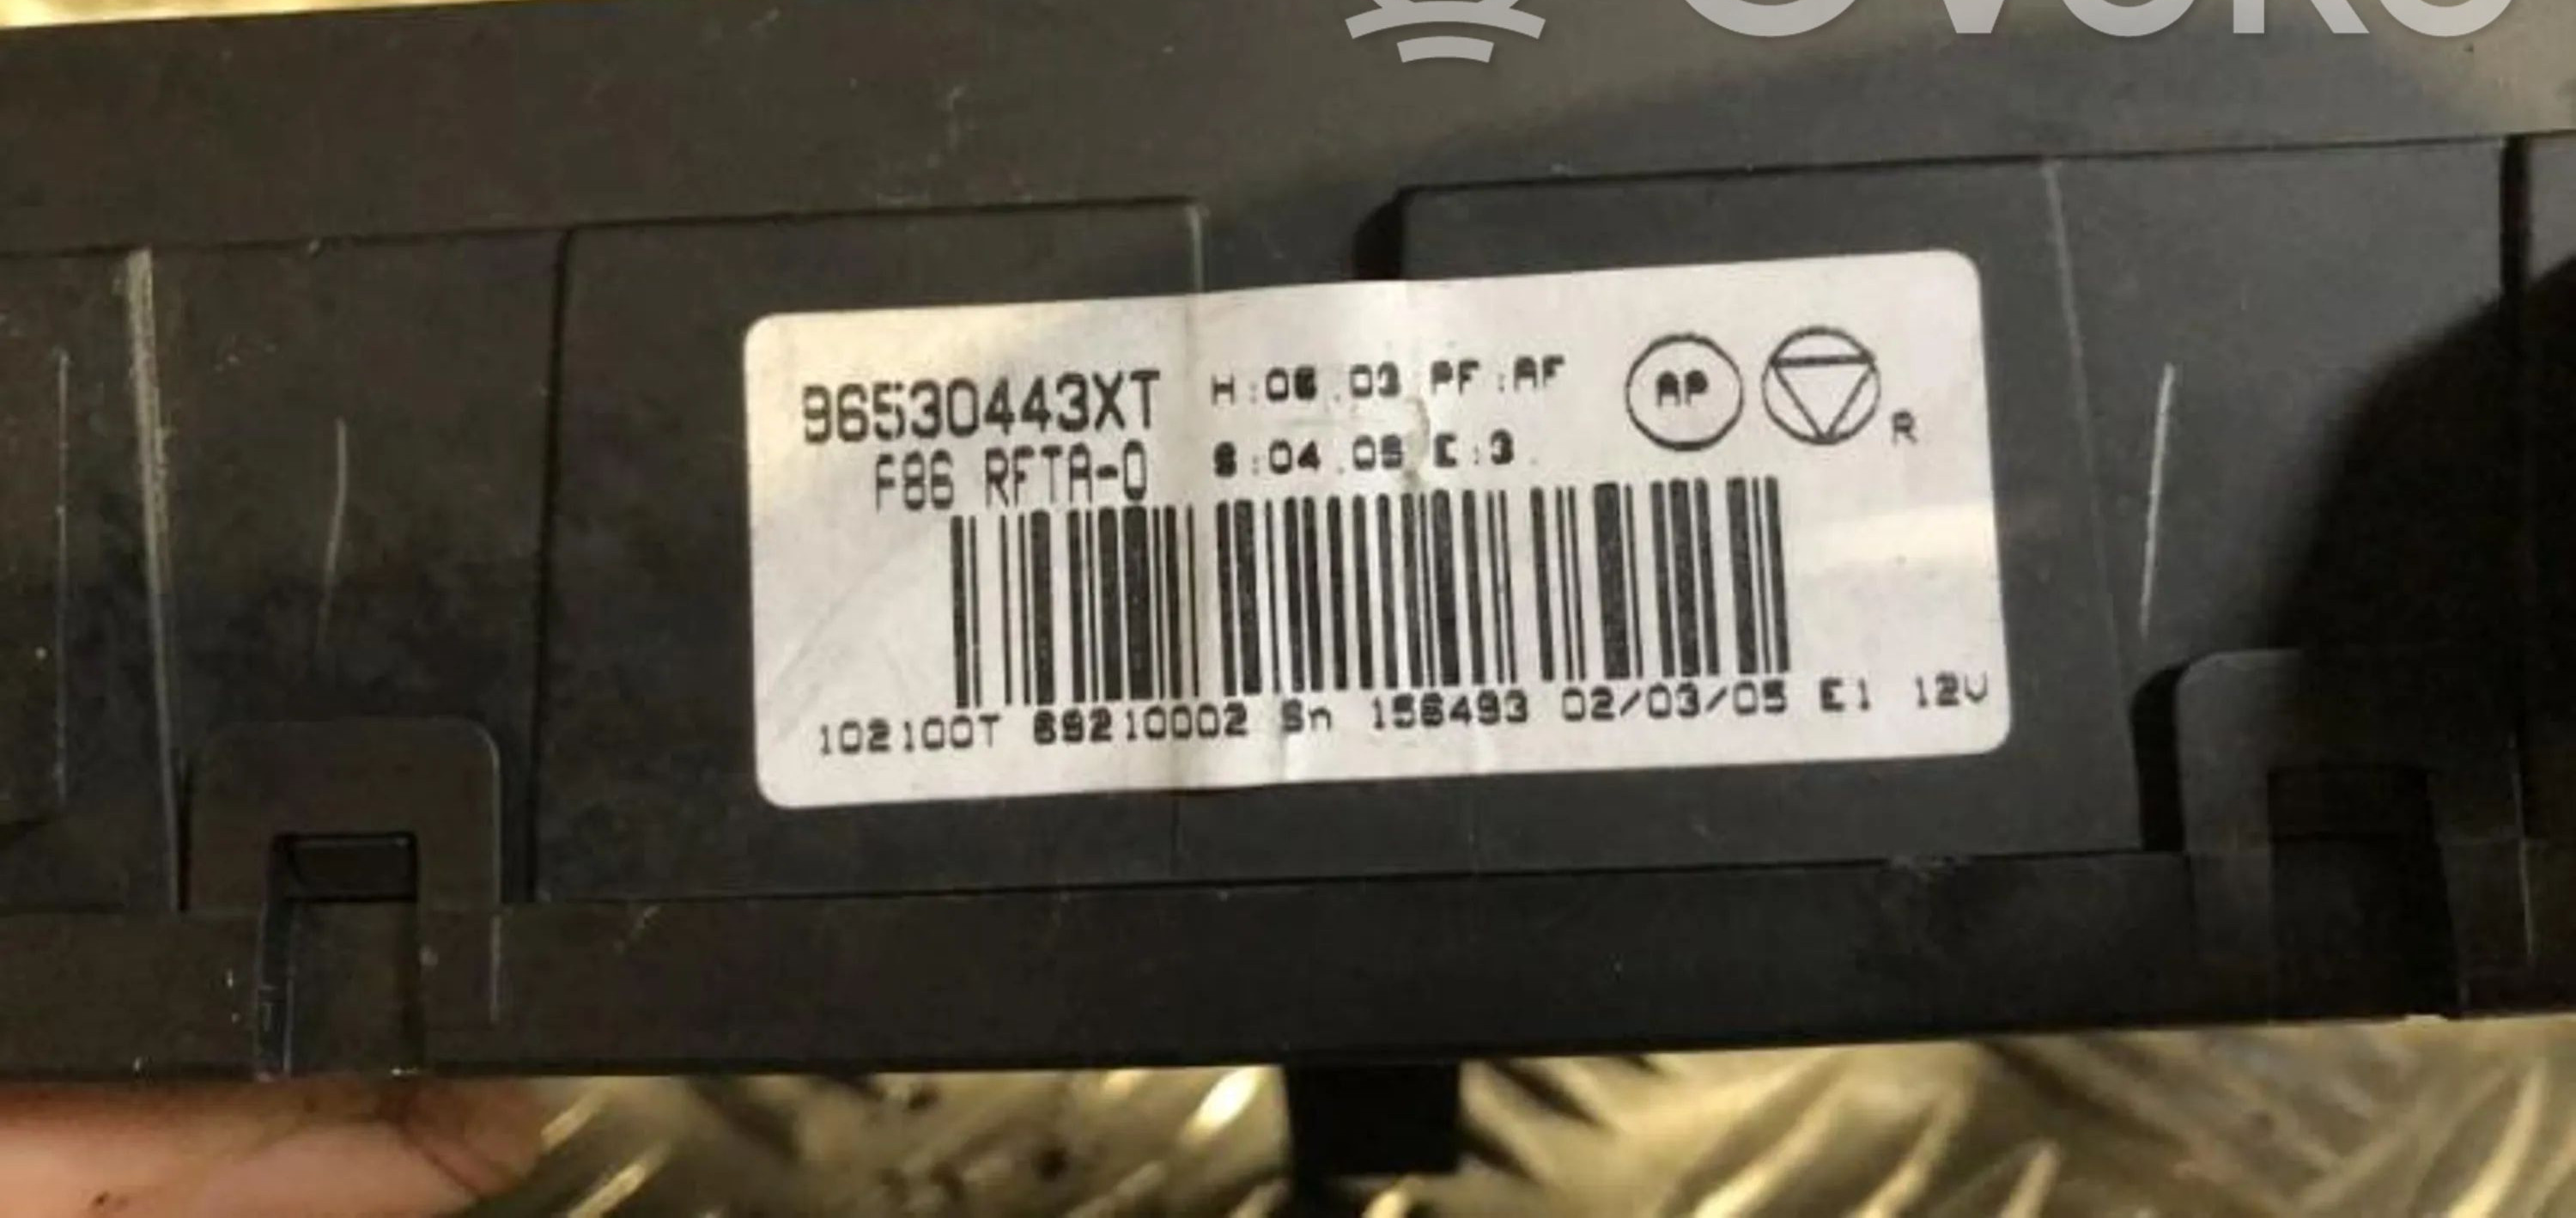 96530443XT H:06.03 PF:AF
F86 RFTA-0 S:04.05 E:3
AP
R
102100T 69210002 Sn 156493 02/03/05 E1 12V